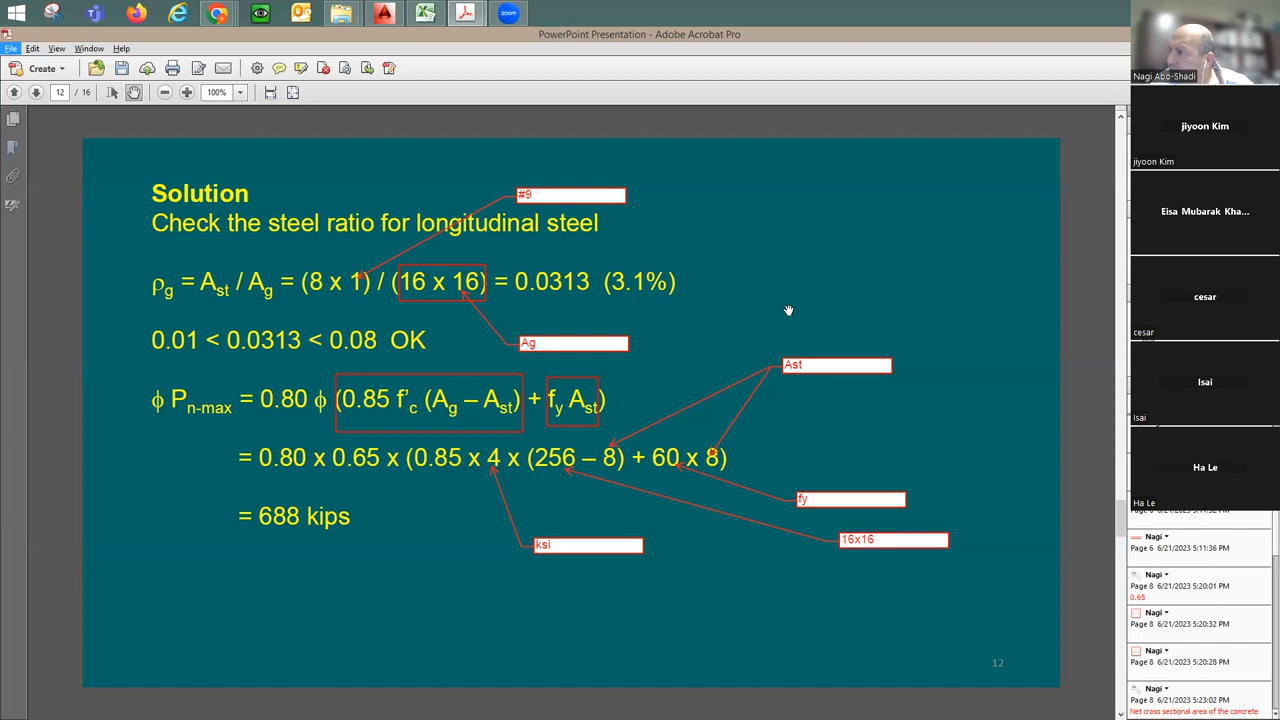 zoom
PowerPoint Presentation - Adobe Acrobat Pro
File Edit View Window Help
Create
12 / 16 100%
Solution
#9
Check the steel ratio for longitudinal steel
ρg = Ast / Ag = (8 x 1) / (16 x 16) = 0.0313 (3.1%)
0.01 < 0.0313 < 0.08 OK
Ag
Ast
ϕ Pn-max = 0.80 ϕ (0.85 f'c (Ag – Ast) + fy Ast)
= 0.80 x 0.65 x (0.85 x 4 x (256 – 8) + 60 x 8)
fy
= 688 kips
16x16
ksi
12
Nagi Abo-Shadi
jiyoon Kim
jiyoon Kim
Eisa Mubarak Kha...
cesar
cesar
Isai
Isai
Ha Le
Ha Le
Nagi
Page 6 6/21/2023 5:11:36 PM
Nagi
Page 8 6/21/2023 5:20:01 PM
0.65
Nagi
Page 8 6/21/2023 5:20:32 PM
Nagi
Page 8 6/21/2023 5:20:28 PM
Nagi
Page 8 6/21/2023 5:23:02 PM
Net cross sectional area of the concrete